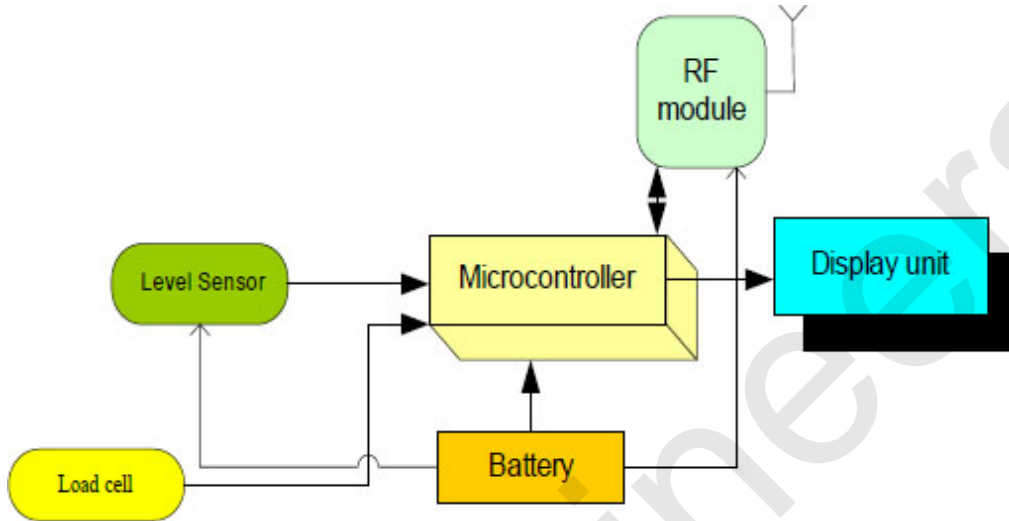 RF
module
Level Sensor
Microcontroller
Display unit
Load cell
Battery